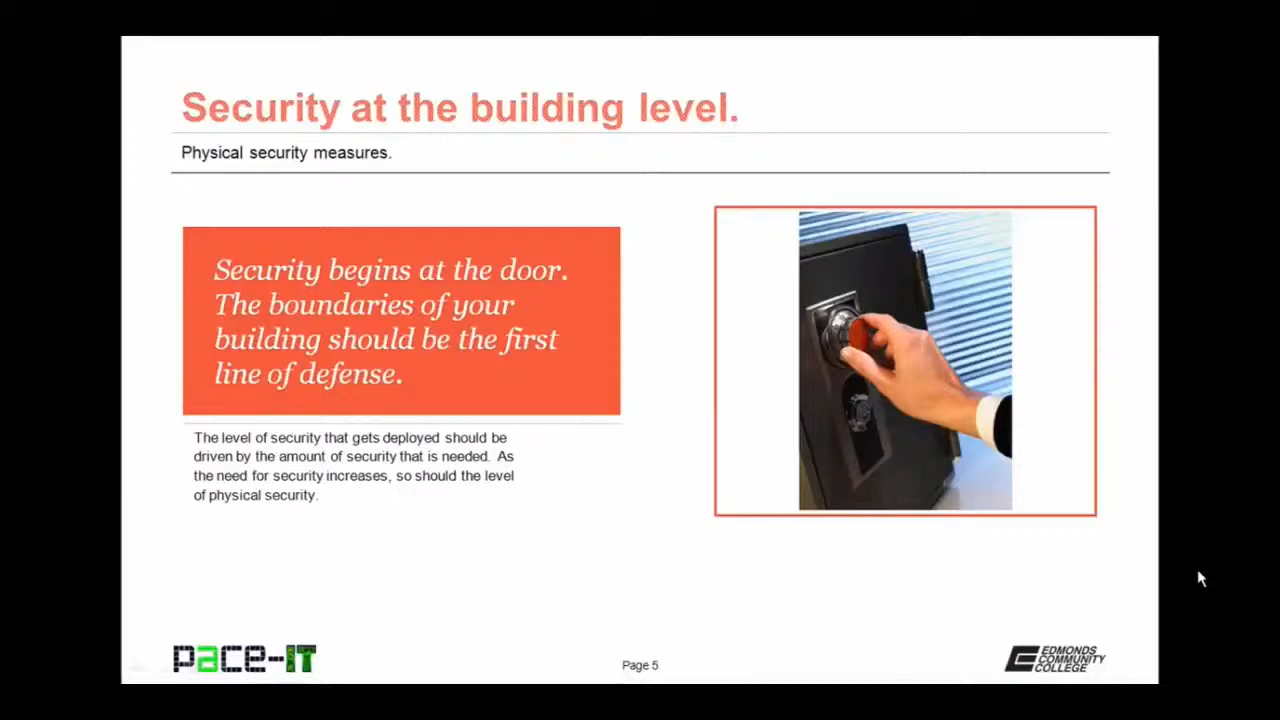 Security at the building level.
Physical security measures.
Security begins at the door.
The boundaries of your
building should be the first
line of defense.
The level of security that gets deployed should be
driven by the amount of security that is needed. As
the need for security increases, so should the level
of physical security.
pace-IT
Page 5
EDMONDS
COMMUNITY
COLLEGE